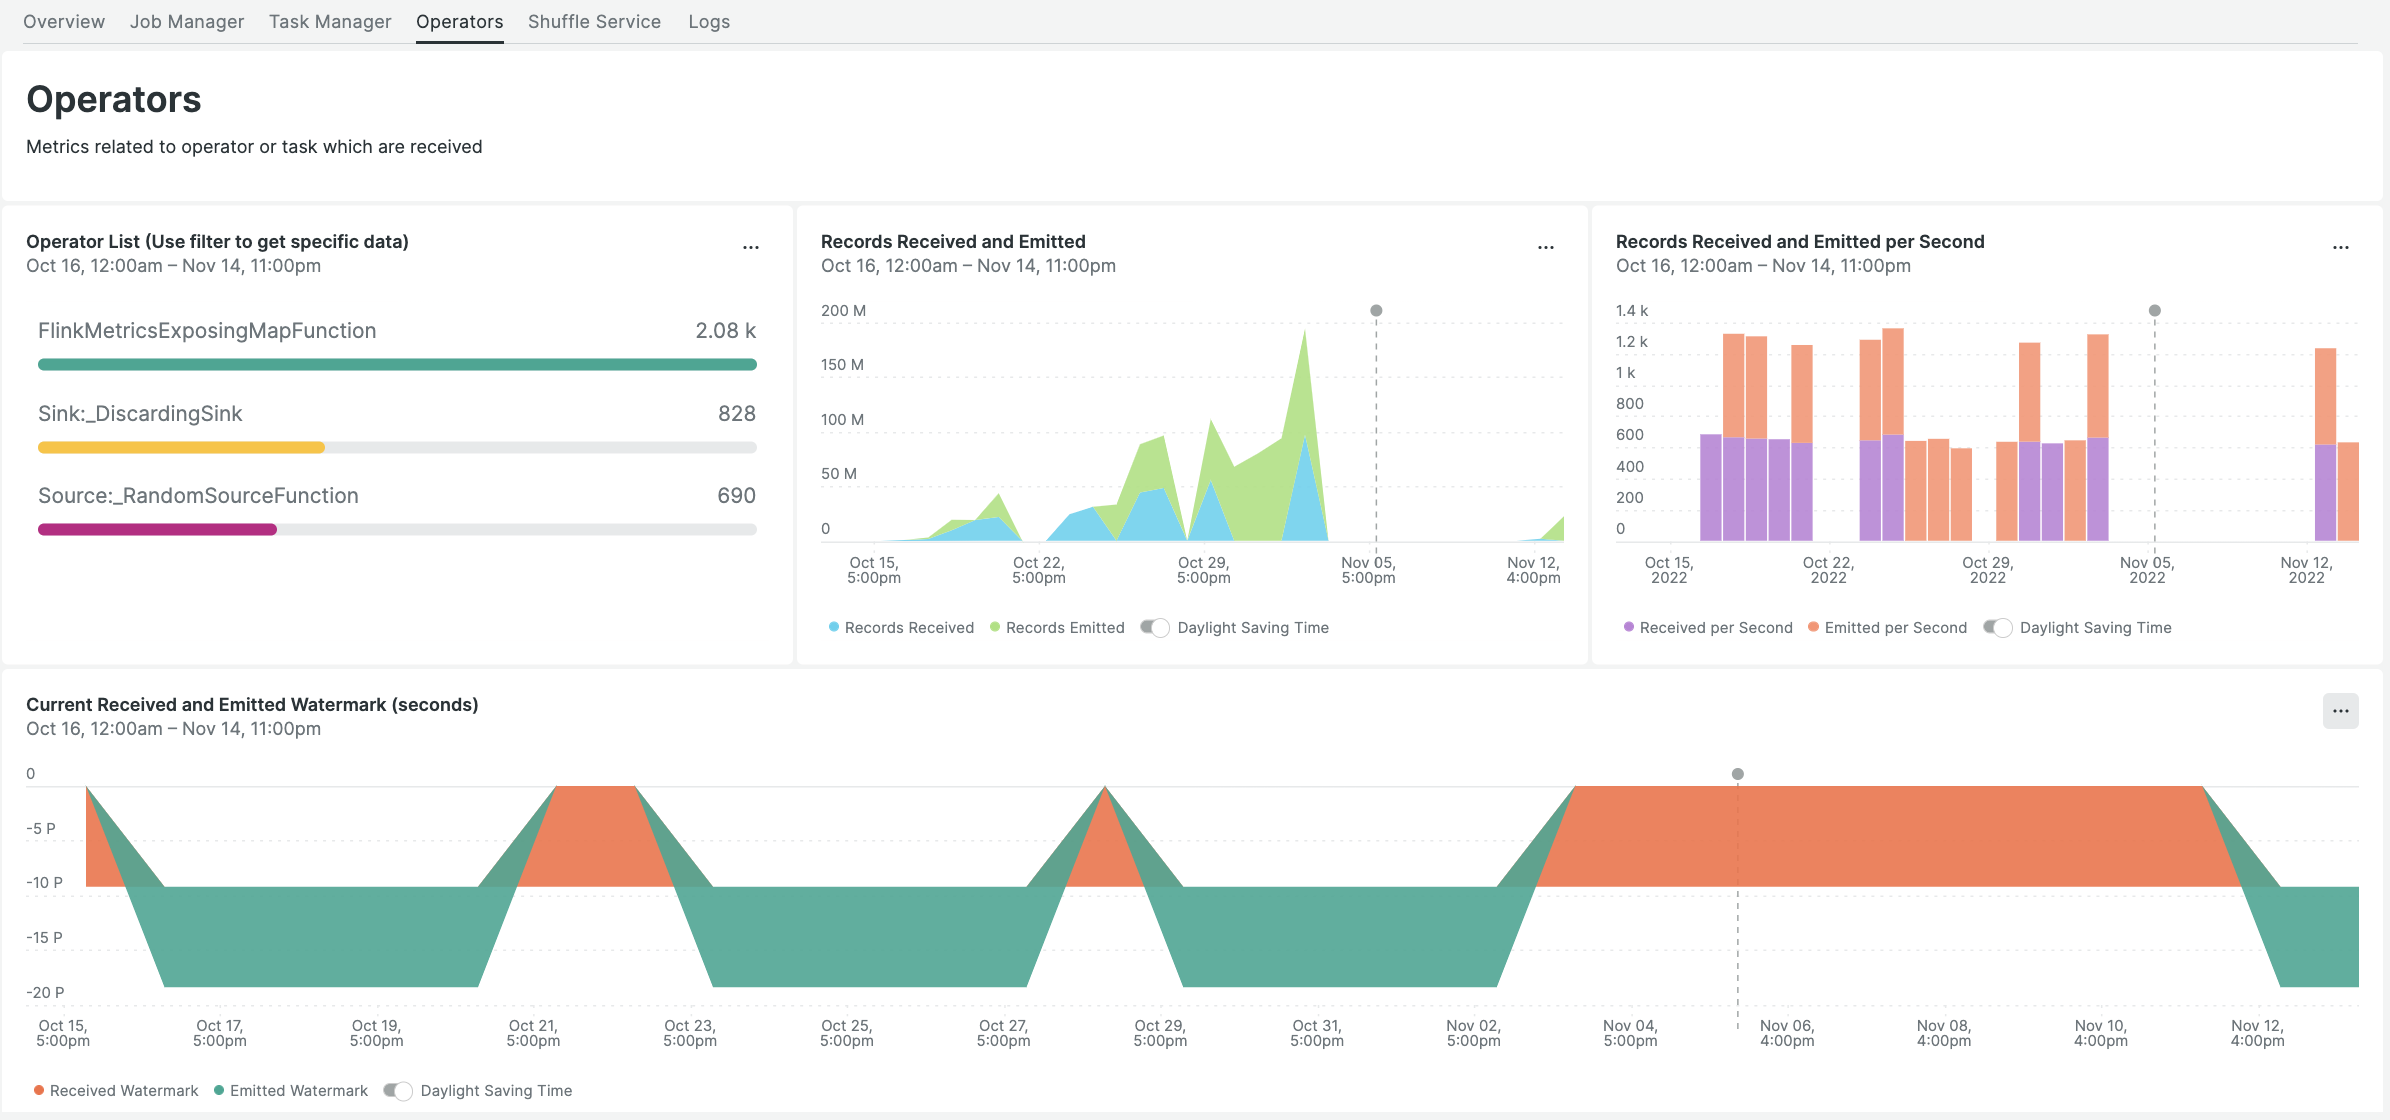 Overview Job Manager Task Manager Operators Shuffle Service Logs
Operators
Metrics related to operator or task which are received
Operator List (Use filter to get specific data)
Oct 16, 12:00am – Nov 14, 11:00pm
...
FlinkMetricsExposingMapFunction 2.08 k
Sink:_DiscardingSink 828
Source:_RandomSourceFunction 690
Records Received and Emitted
Oct 16, 12:00am – Nov 14, 11:00pm
...
200 M
150 M
100 M
50 M
0
Oct 15, Oct 22, Oct 29, Nov 05, Nov 12,
5:00pm 5:00pm 5:00pm 5:00pm 4:00pm
Records Received Records Emitted Daylight Saving Time
Records Received and Emitted per Second
Oct 16, 12:00am – Nov 14, 11:00pm
...
1.4 k
1.2 k
1 k
800
600
400
200
0
Oct 15, Oct 22, Oct 29, Nov 05, Nov 12,
2022 2022 2022 2022 2022
Received per Second Emitted per Second Daylight Saving Time
Current Received and Emitted Watermark (seconds)
Oct 16, 12:00am – Nov 14, 11:00pm
...
0
-5 P
-10 P
-15 P
-20 P
Oct 15, Oct 17, Oct 19, Oct 21, Oct 23, Oct 25, Oct 27, Oct 29, Oct 31, Nov 02, Nov 04, Nov 06, Nov 08, Nov 10, Nov 12,
5:00pm 5:00pm 5:00pm 5:00pm 5:00pm 5:00pm 5:00pm 5:00pm 5:00pm 5:00pm 5:00pm 4:00pm 4:00pm 4:00pm 4:00pm
Received Watermark Emitted Watermark Daylight Saving Time